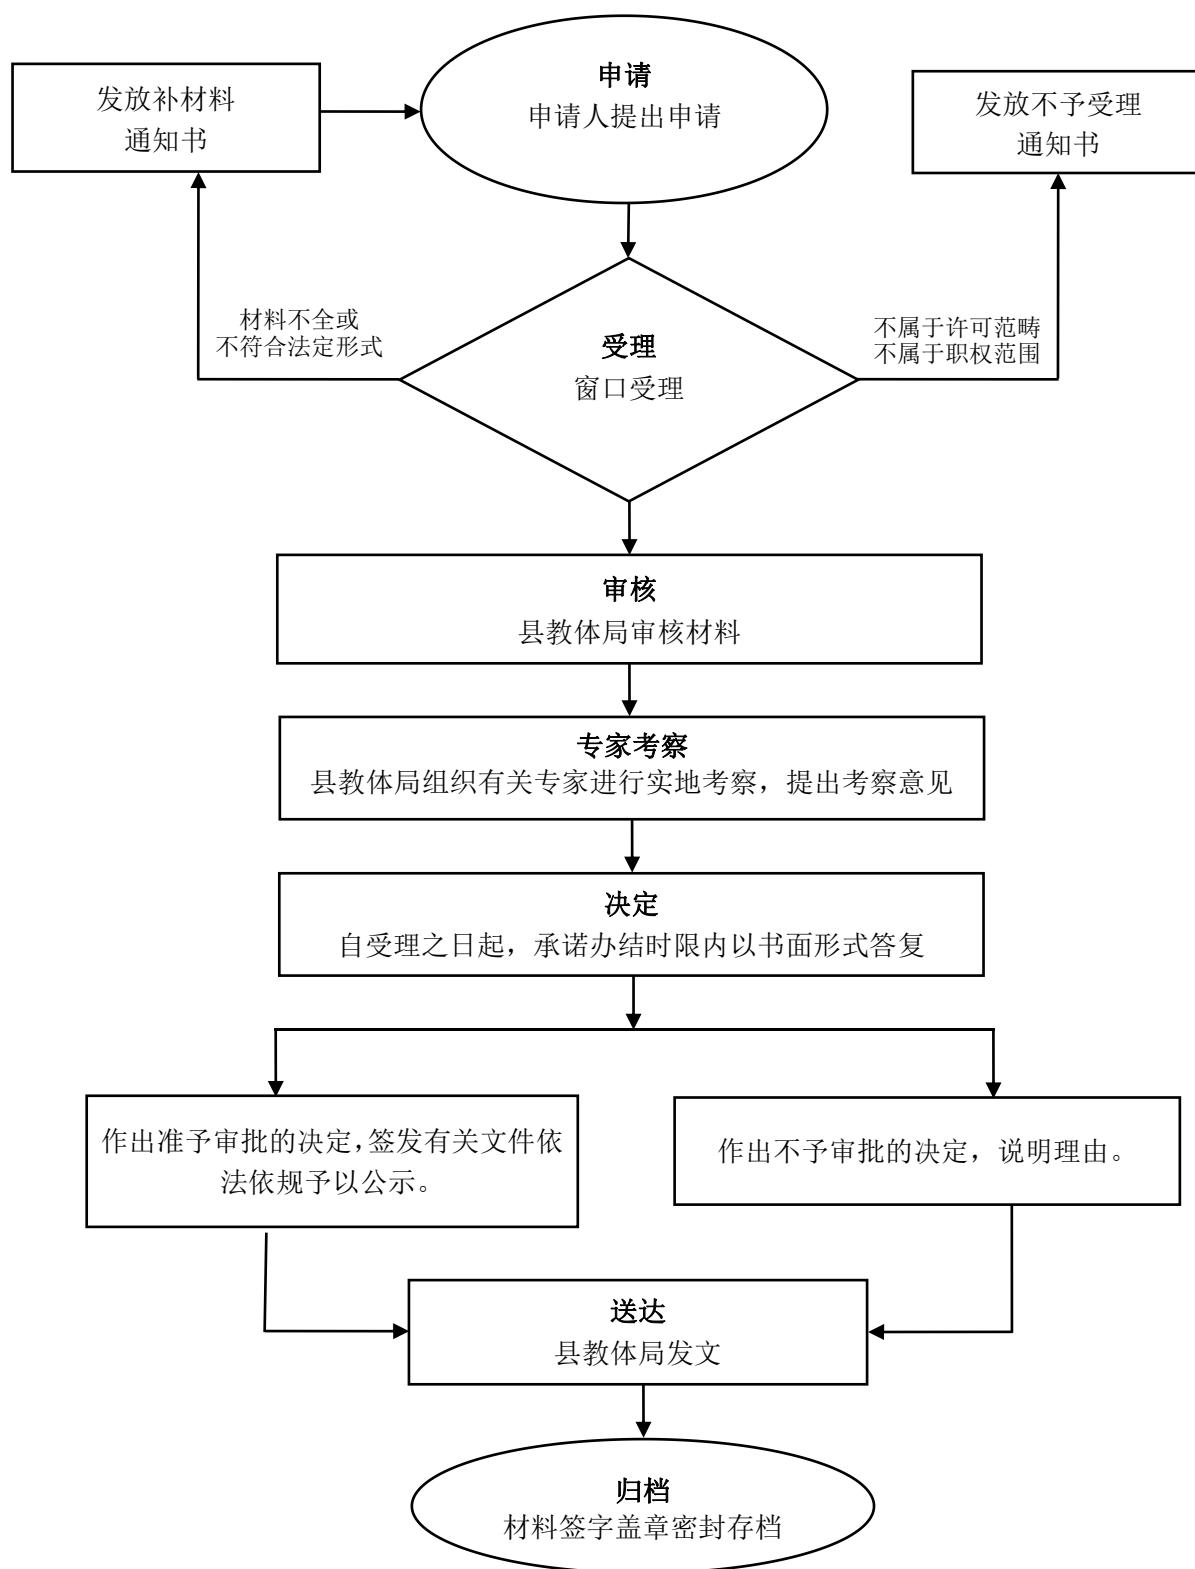 申请
申请人提出申请
发放补材料
通知书
发放不予受理
通知书
材料不全或
不符合法定形式
不属于许可范畴
不属于职权范围
受理
窗口受理
审核
县教体局审核材料
专家考察
县教体局组织有关专家进行实地考察，提出考察意见
决定
自受理之日起，承诺办结时限内以书面形式答复
作出准予审批的决定，签发有关文件依
法依规予以公示。
作出不予审批的决定，说明理由。
送达
县教体局发文
归档
材料签字盖章密封存档